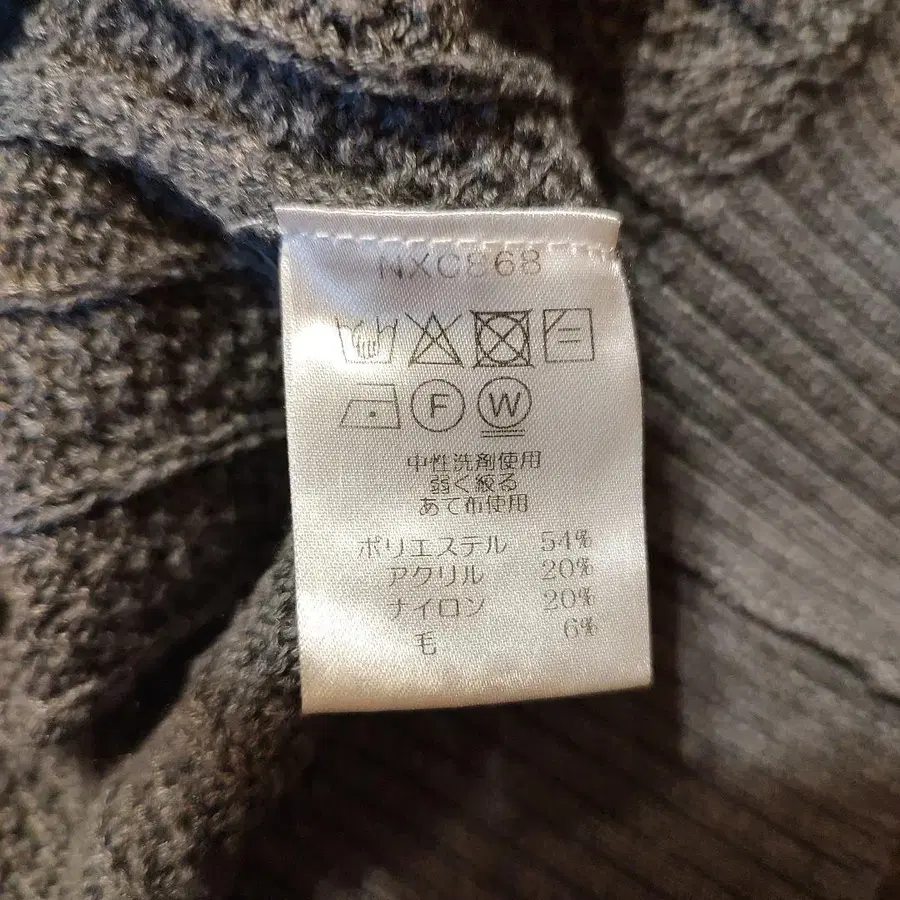 NXC868
F W
中性洗剤使用
弱く絞る
あて布使用
ポリエステル 54%
アクリル 20%
ナイロン 20%
毛 6%